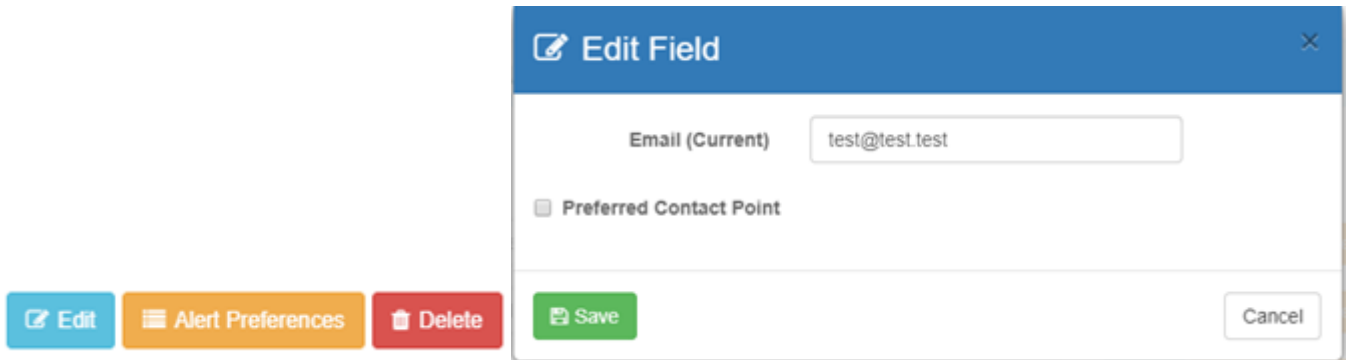 Edit Field
×
Email (Current) test@test.test
Preferred Contact Point
Edit Alert Preferences Delete
Save Cancel